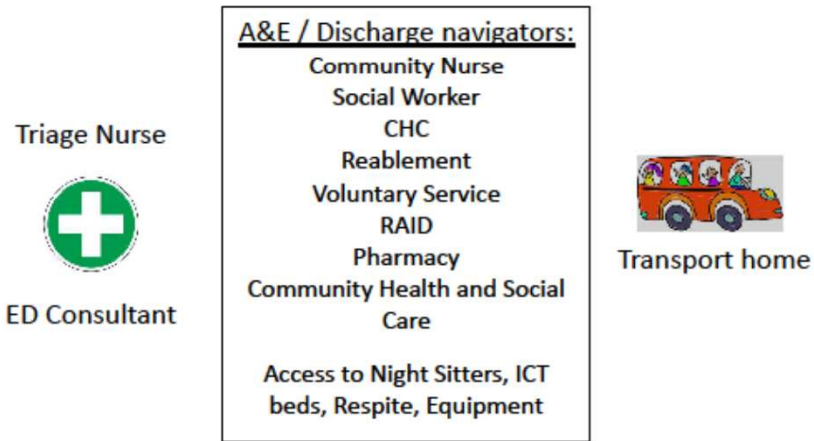 Triage Nurse
ED Consultant
A&E / Discharge navigators:
Community Nurse
Social Worker
CHC
Reablement
Voluntary Service
RAID
Pharmacy
Community Health and Social
Care
Access to Night Sitters, ICT
beds, Respite, Equipment
Transport home